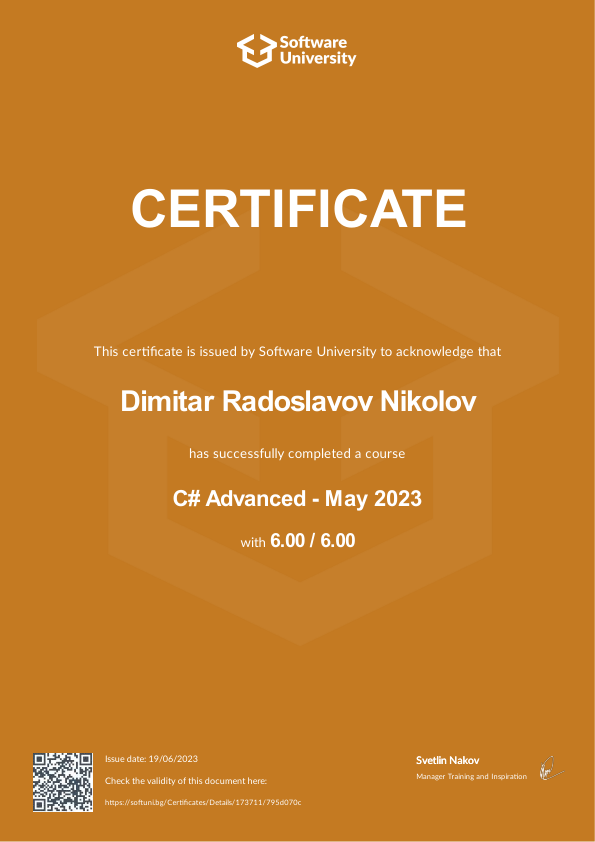 Software
University
CERTIFICATE
This certificate is issued by Software University to acknowledge that
Dimitar Radoslavov Nikolov
has successfully completed a course
C# Advanced - May 2023
with 6.00 / 6.00
Issue date: 19/06/2023
Check the validity of this document here:
https://softuni.bg/Certificates/Details/173711/795d070c
Svetlin Nakov
Manager Training and Inspiration